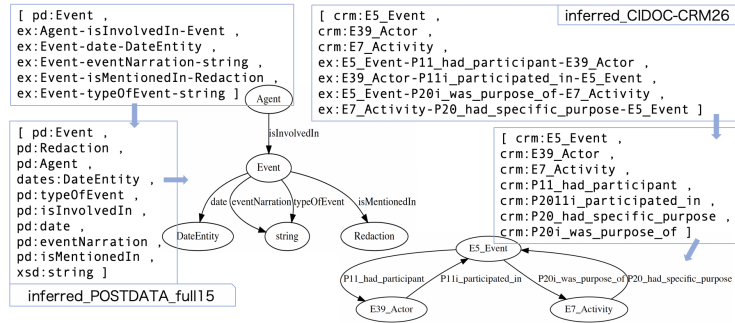 [ pd:Event ,
ex:Agent-isInvolvedIn-Event ,
ex:Event-date-DateEntity ,
ex:Event-eventNarration-string ,
ex:Event-isMentionedIn-Redaction ,
ex:Event-typeOfEvent-string ]
[ pd:Event ,
pd:Redaction ,
pd:Agent ,
dates:DateEntity ,
pd:typeOfEvent ,
pd:isInvolvedIn ,
pd:date ,
pd:eventNarration ,
pd:isMentionedIn ,
xsd:string ]
inferred_POSTDATA_full15
Agent
isInvolvedIn
Event
date eventNarration typeOfEvent isMentionedIn
DateEntity string Redaction
inferred_CIDOC-CRM26
[ crm:E5_Event ,
crm:E39_Actor ,
crm:E7_Activity ,
ex:E5_Event-P11_had_participant-E39_Actor ,
ex:E39_Actor-P11i_participated_in-E5_Event ,
ex:E5_Event-P20i_was_purpose_of-E7_Activity ,
ex:E7_Activity-P20_had_specific_purpose-E5_Event ]
[ crm:E5_Event ,
crm:E39_Actor ,
crm:E7_Activity ,
crm:P11_had_participant ,
crm:P2011i_participated_in ,
crm:P20_had_specific_purpose ,
crm:P20i_was_purpose_of ]
E5_Event
P11_had_participant P11i_participated_in P20i_was_purpose_of P20_had_specific_purpose
E39_Actor E7_Activity